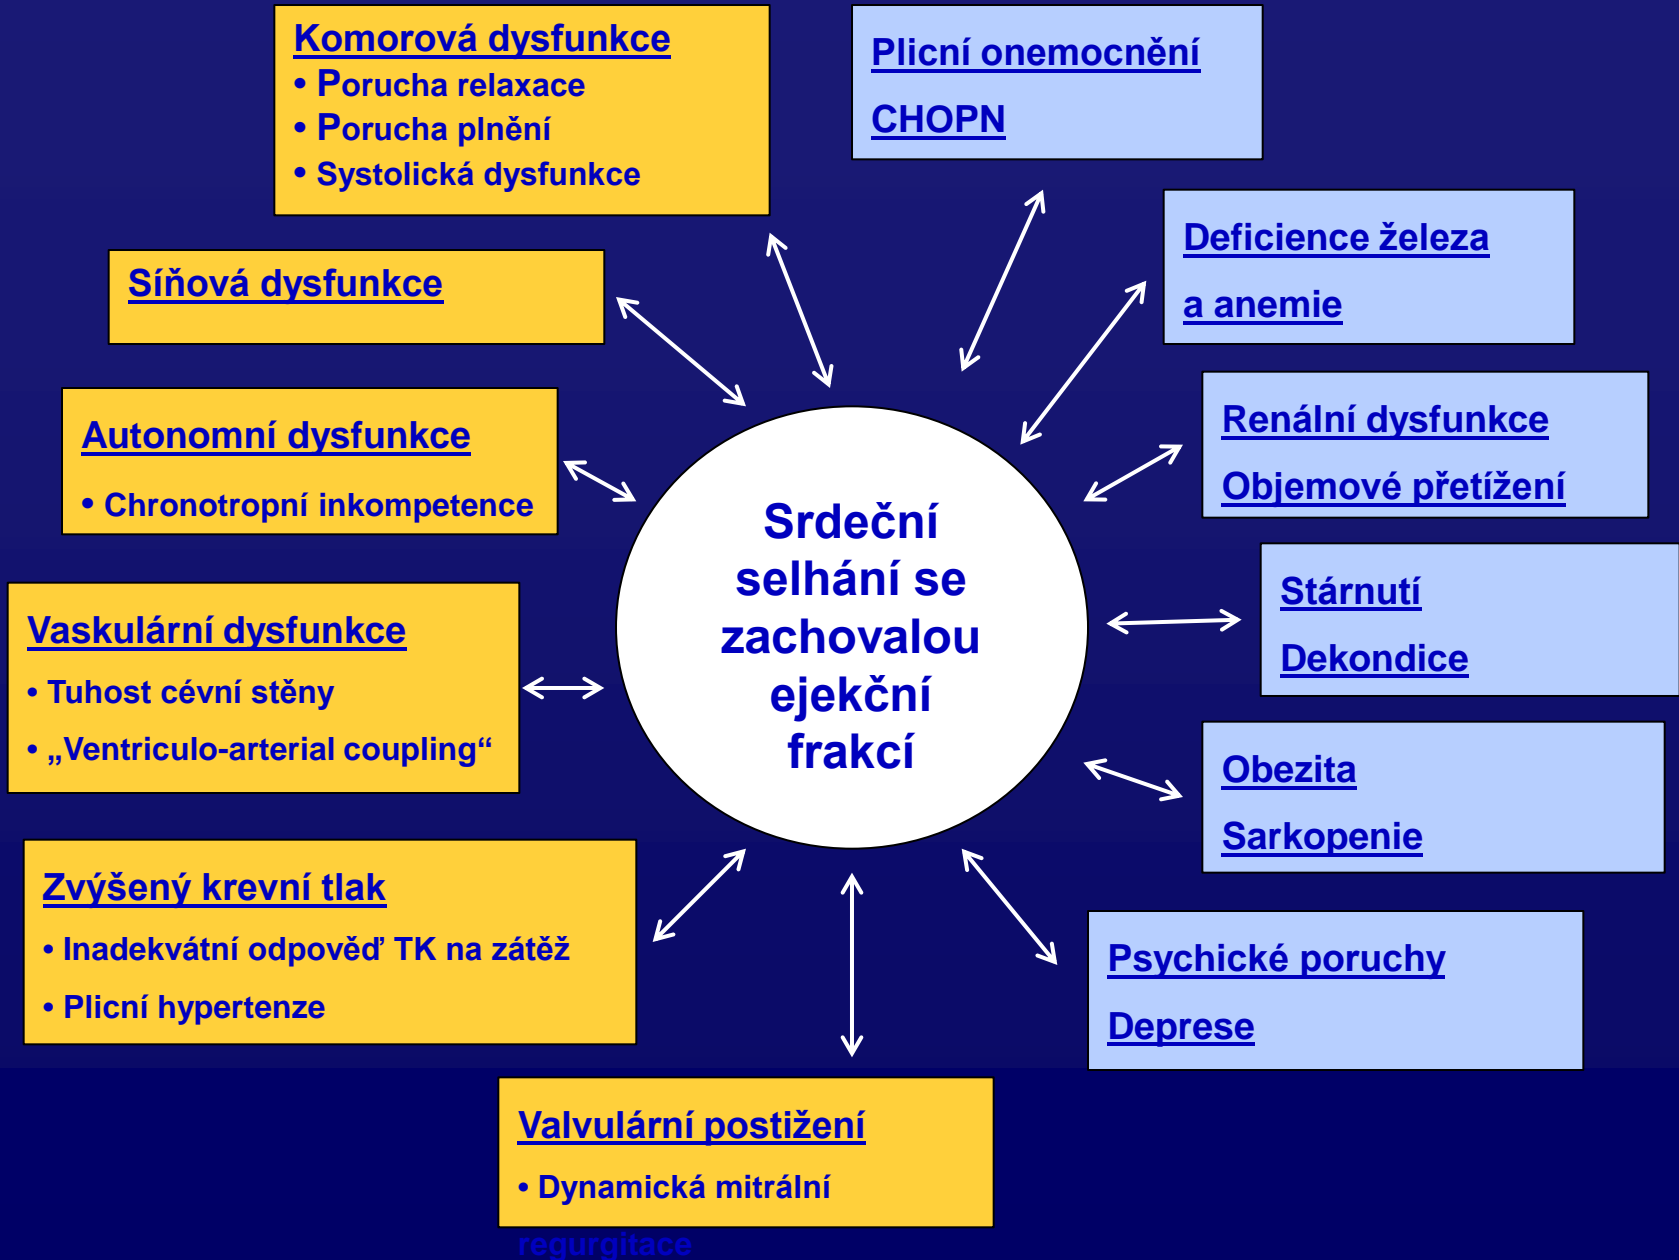 Komorová dysfunkce
• Porucha relaxace
• Porucha plnění
• Systolická dysfunkce
Plicní onemocnění
CHOPN
Síňová dysfunkce
Deficience železa
a anemie
Autonomní dysfunkce
• Chronotropní inkompetence
Renální dysfunkce
Objemové přetížení
Srdeční
selhání se
zachovalou
ejekční
frakcí
Vaskulární dysfunkce
• Tuhost cévní stěny
• „Ventriculo-arterial coupling“
Stárnutí
Dekondice
Obezita
Sarkopenie
Zvýšený krevní tlak
• Inadekvátní odpověď TK na zátěž
• Plicní hypertenze
Psychické poruchy
Deprese
Valvulární postižení
• Dynamická mitrální
regurgitace